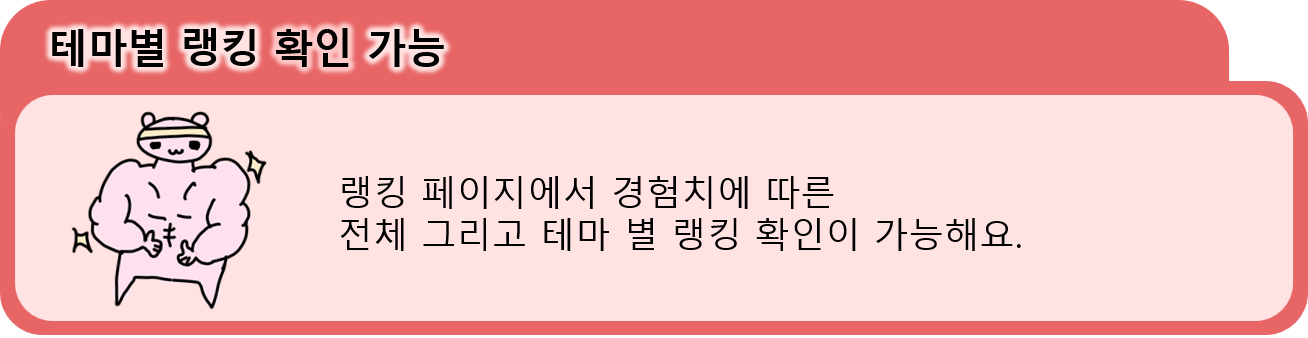 테마별 랭킹 확인 가능
랭킹 페이지에서 경험치에 따른
전체 그리고 테마 별 랭킹 확인이 가능해요.